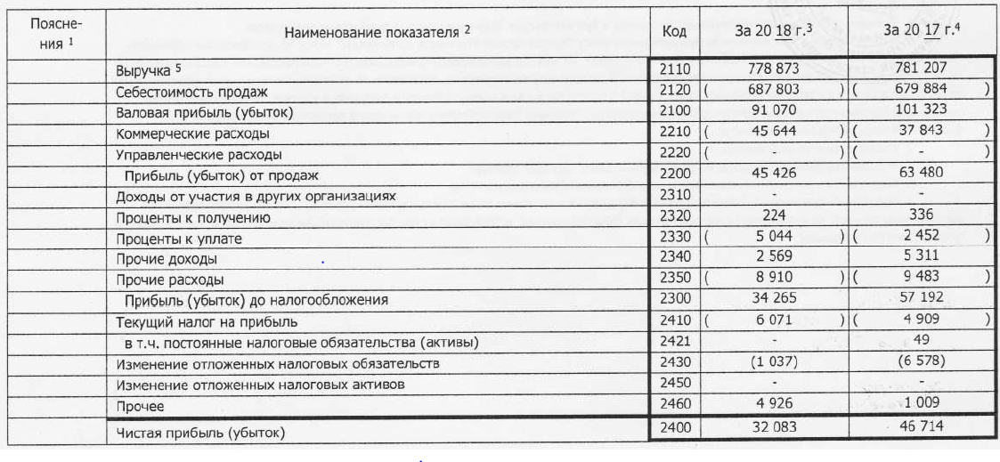 Поясне- Наименование показателя 2 Код За 20 18 г.3 За 20 17 г.4
ния 1
Выручка 5 2110 778 873 781 207
Себестоимость продаж 2120 ( 687 803 ) ( 679 884 )
Валовая прибыль (убыток) 2100 91 070 101 323
Коммерческие расходы 2210 ( 45 644 ) ( 37 843 )
Управленческие расходы 2220 ( - ) ( - )
Прибыль (убыток) от продаж 2200 45 426 63 480
Доходы от участия в других организациях 2310 - -
Проценты к получению 2320 224 336
Проценты к уплате 2330 ( 5 044 ) ( 2 452 )
Прочие доходы 2340 2 569 5 311
Прочие расходы 2350 ( 8 910 ) ( 9 483 )
Прибыль (убыток) до налогообложения 2300 34 265 57 192
Текущий налог на прибыль 2410 ( 6 071 ) ( 4 909 )
в т.ч. постоянные налоговые обязательства (активы) 2421 - 49
Изменение отложенных налоговых обязательств 2430 (1 037) (6 578)
Изменение отложенных налоговых активов 2450 - -
Прочее 2460 4 926 1 009
Чистая прибыль (убыток) 2400 32 083 46 714